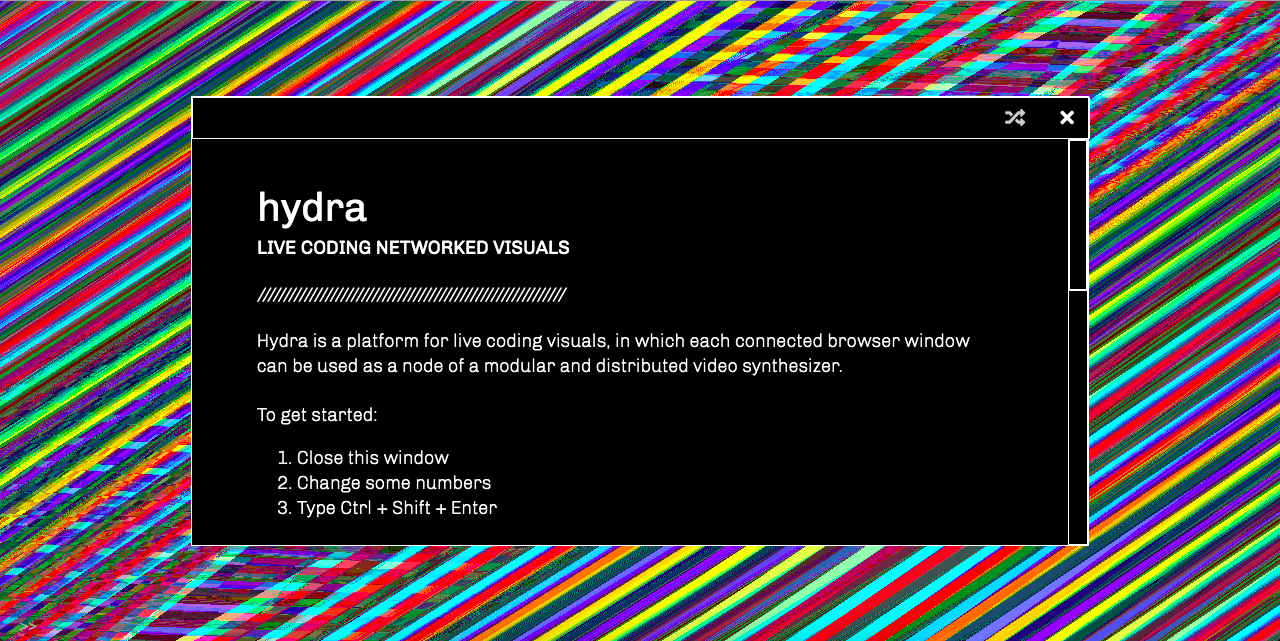 hydra
LIVE CODING NETWORKED VISUALS
////////////////////////////////////////////////////////////
Hydra is a platform for live coding visuals, in which each connected browser window
can be used as a node of a modular and distributed video synthesizer.
To get started:
1. Close this window
2. Change some numbers
3. Type Ctrl + Shift + Enter
>>